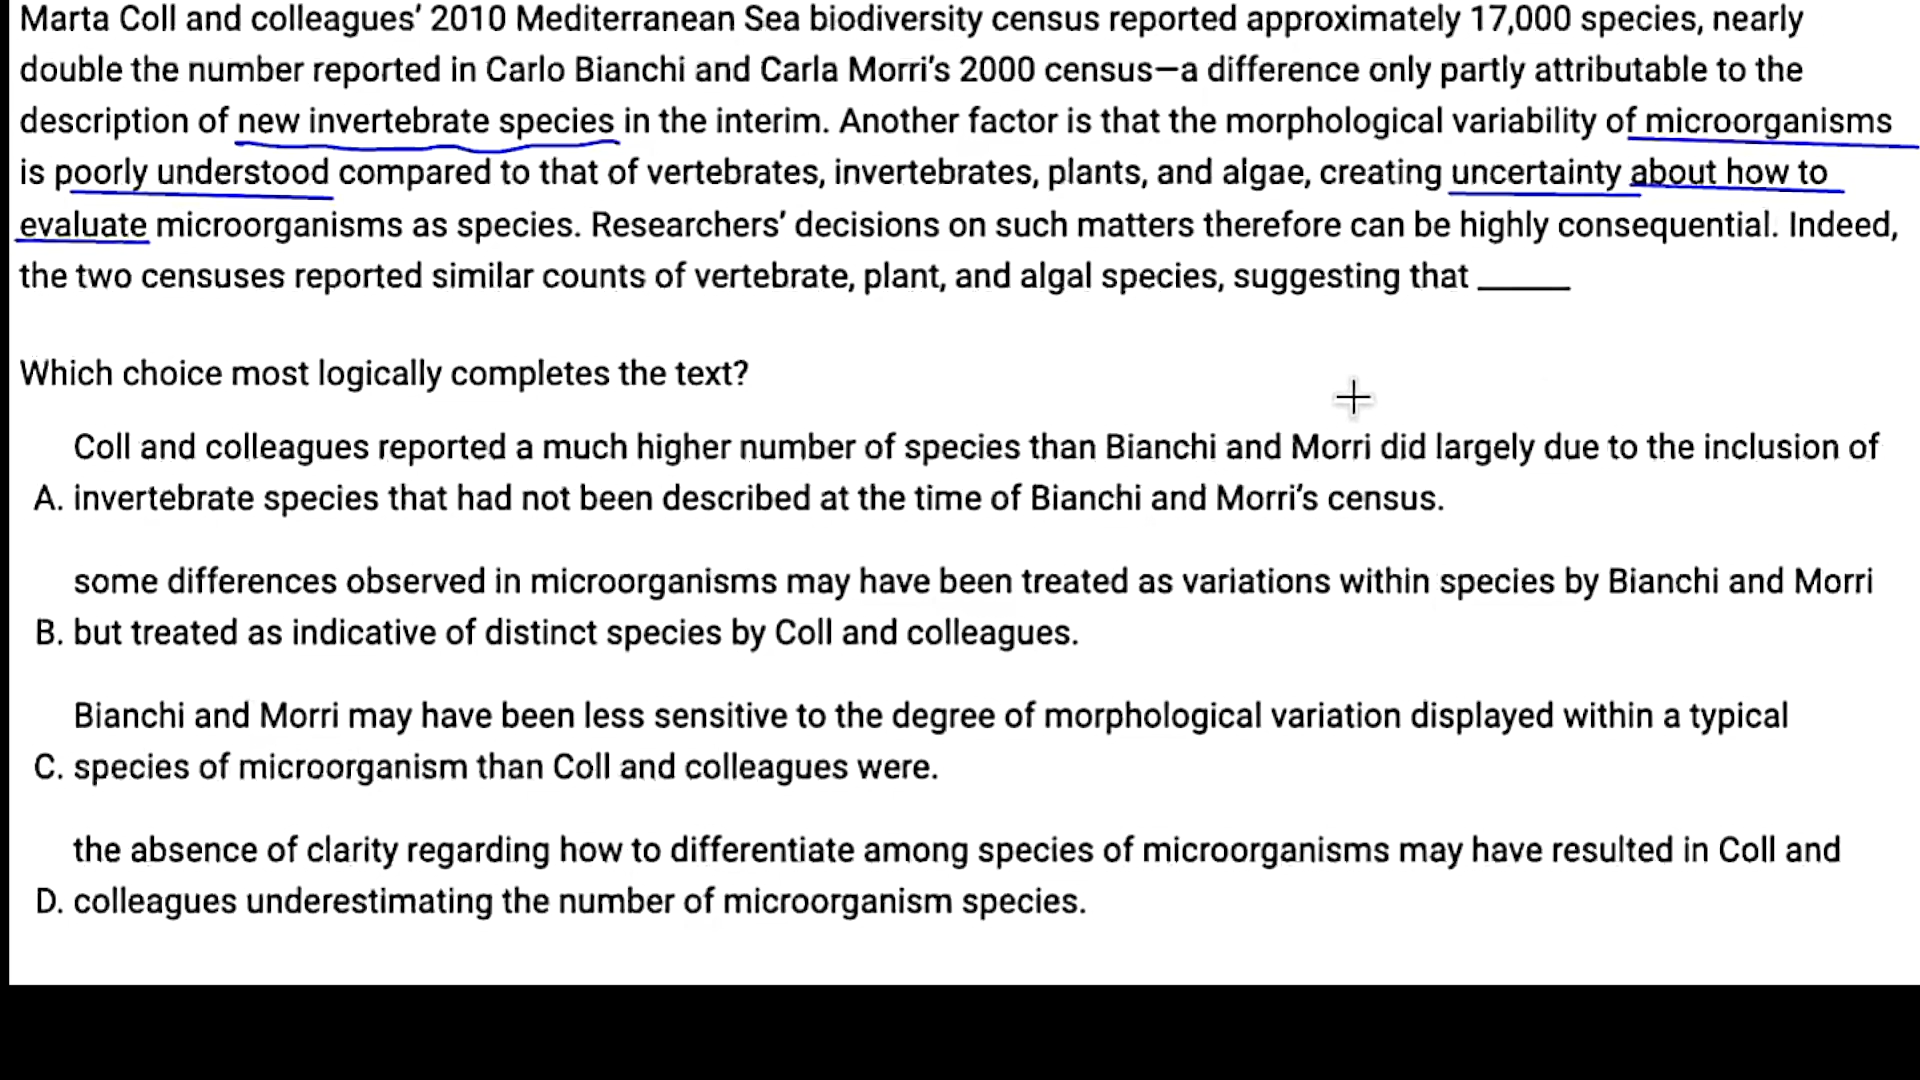 Marta Coll and colleagues’ 2010 Mediterranean Sea biodiversity census reported approximately 17,000 species, nearly
double the number reported in Carlo Bianchi and Carla Morri’s 2000 census—a difference only partly attributable to the
description of new invertebrate species in the interim. Another factor is that the morphological variability of microorganisms
is poorly understood compared to that of vertebrates, invertebrates, plants, and algae, creating uncertainty about how to
evaluate microorganisms as species. Researchers’ decisions on such matters therefore can be highly consequential. Indeed,
the two censuses reported similar counts of vertebrate, plant, and algal species, suggesting that ______
Which choice most logically completes the text?
Coll and colleagues reported a much higher number of species than Bianchi and Morri did largely due to the inclusion of
A. invertebrate species that had not been described at the time of Bianchi and Morri’s census.
some differences observed in microorganisms may have been treated as variations within species by Bianchi and Morri
B. but treated as indicative of distinct species by Coll and colleagues.
Bianchi and Morri may have been less sensitive to the degree of morphological variation displayed within a typical
C. species of microorganism than Coll and colleagues were.
the absence of clarity regarding how to differentiate among species of microorganisms may have resulted in Coll and
D. colleagues underestimating the number of microorganism species.